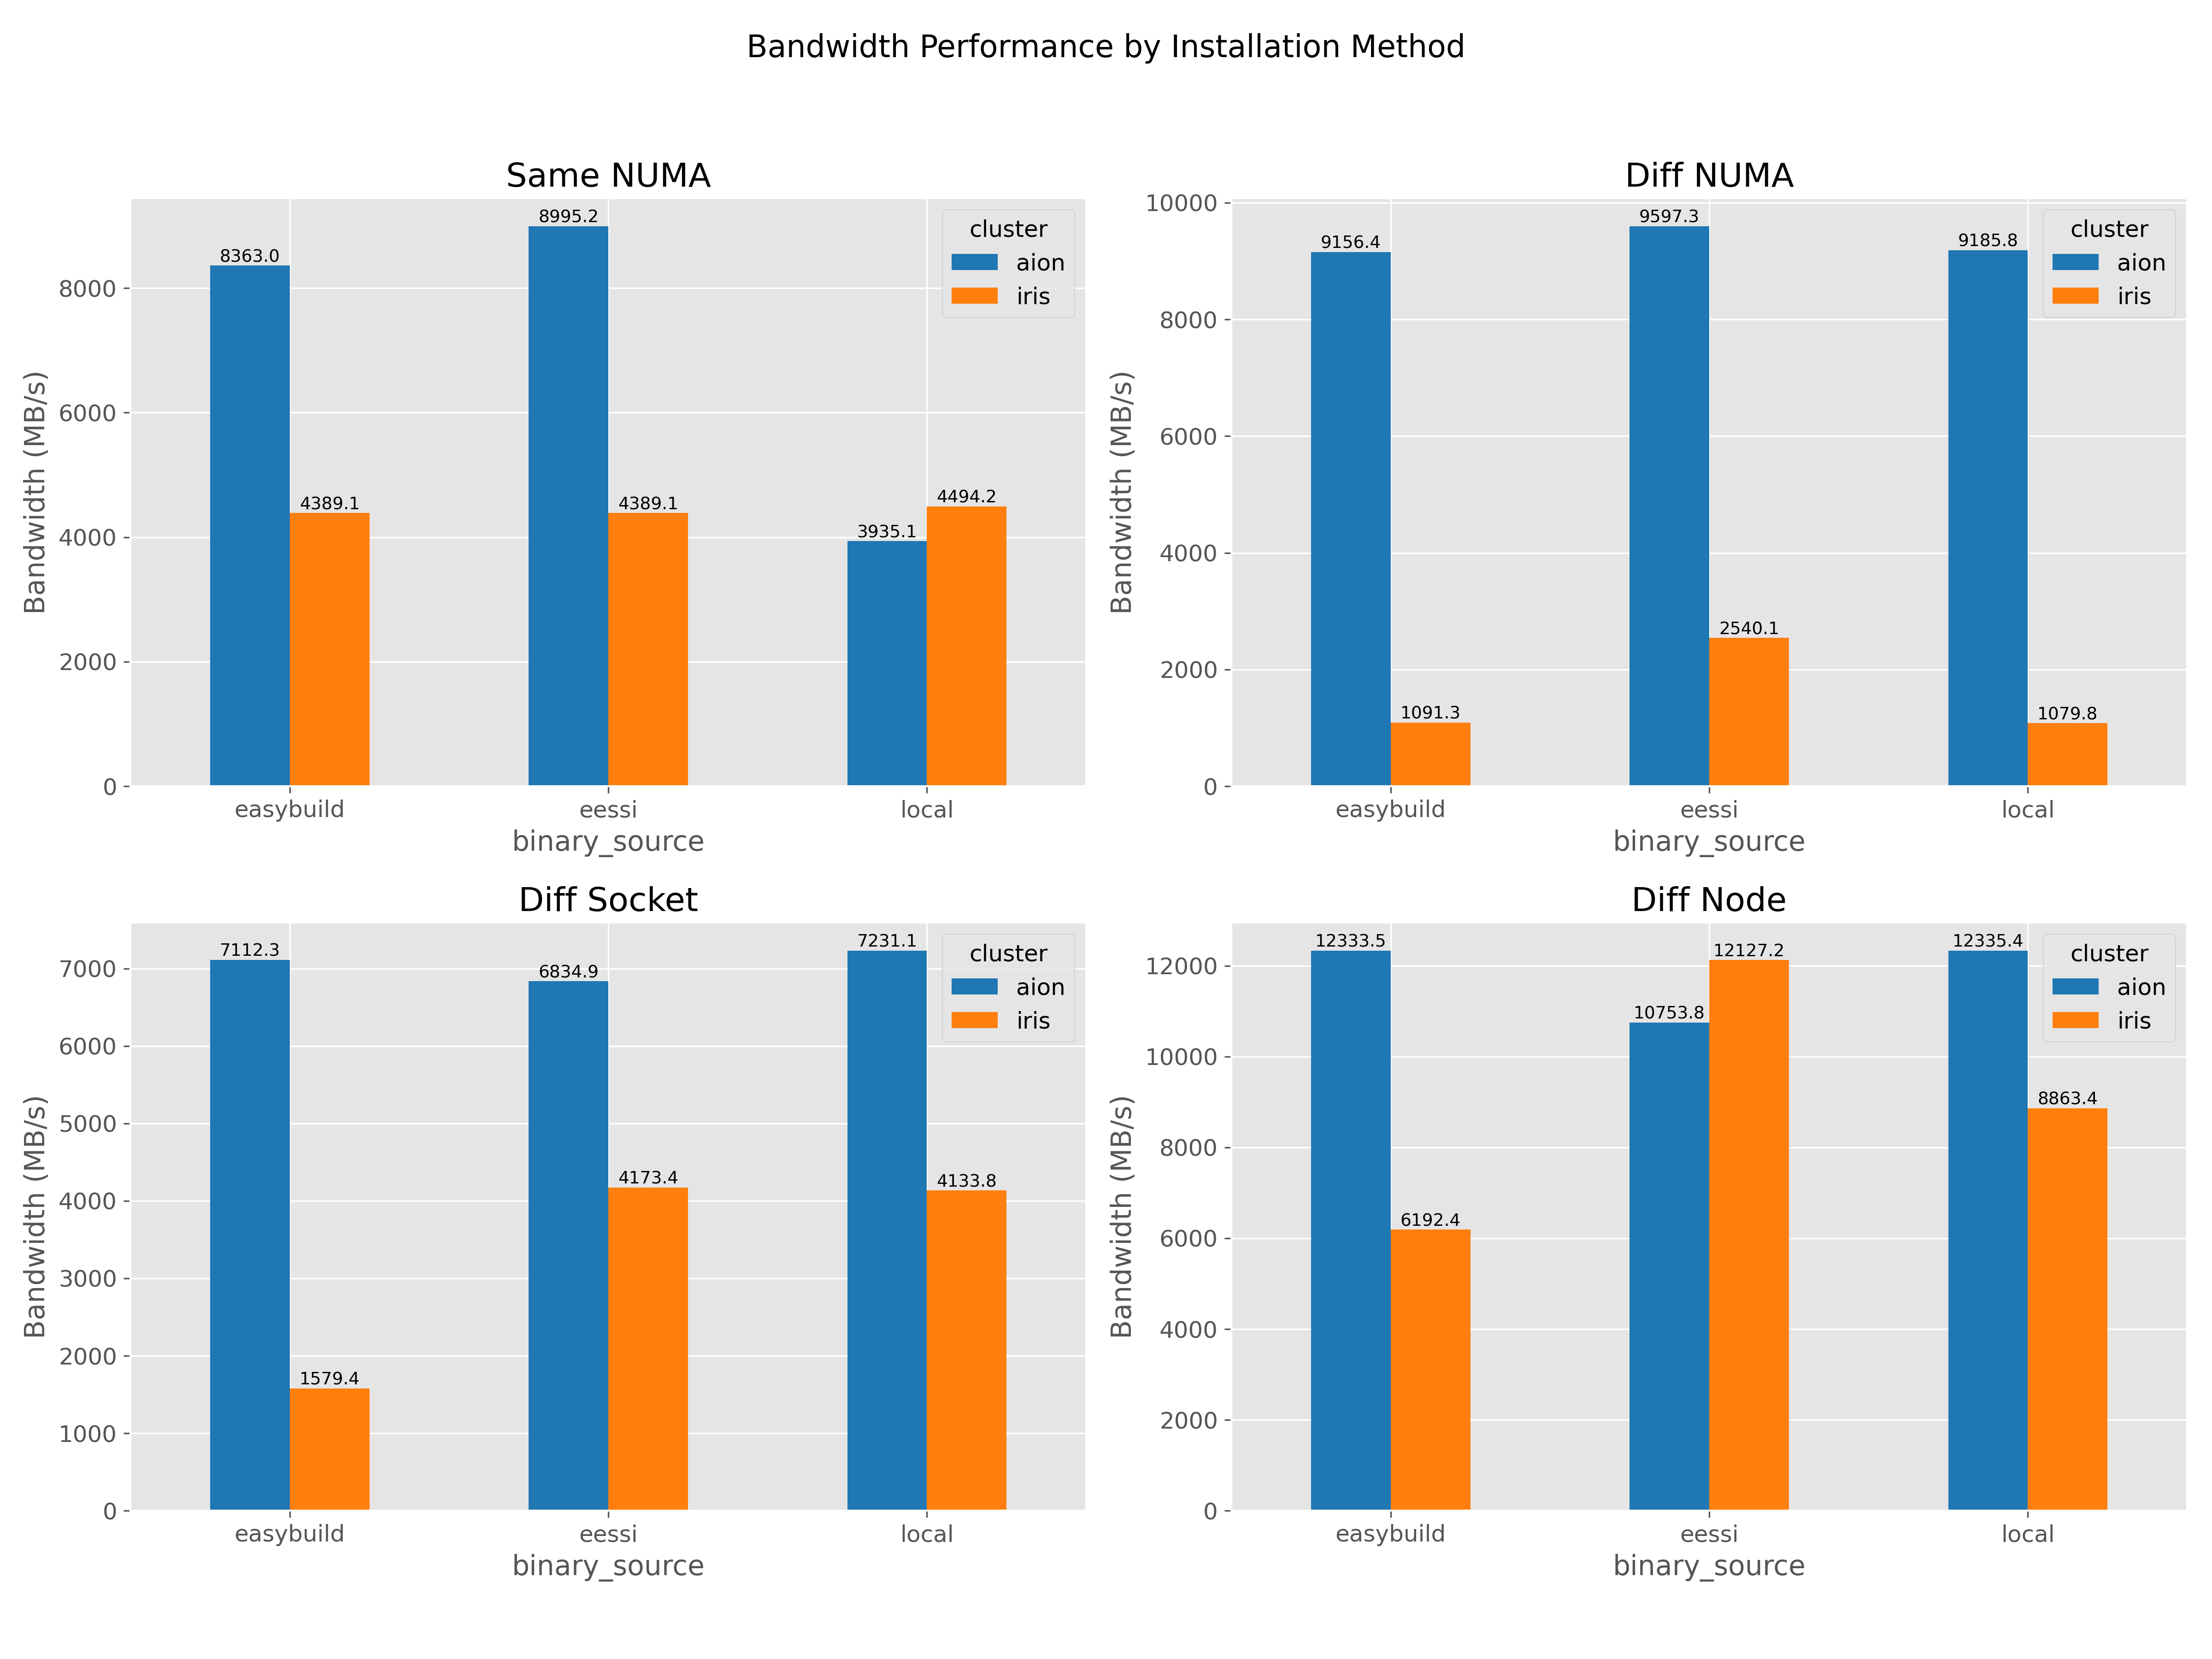 Bandwidth Performance by Installation Method
Same NUMA
Bandwidth (MB/s)
8000
6000
4000
2000
0
8363.0
4389.1
8995.2
4389.1
3935.1
4494.2
cluster
aion
iris
easybuild
eessi
local
binary_source
Diff NUMA
Bandwidth (MB/s)
10000
8000
6000
4000
2000
0
9156.4
1091.3
9597.3
2540.1
9185.8
1079.8
cluster
aion
iris
easybuild
eessi
local
binary_source
Diff Socket
Bandwidth (MB/s)
7000
6000
5000
4000
3000
2000
1000
0
7112.3
1579.4
6834.9
4173.4
7231.1
4133.8
cluster
aion
iris
easybuild
eessi
local
binary_source
Diff Node
Bandwidth (MB/s)
12000
10000
8000
6000
4000
2000
0
12333.5
6192.4
10753.8
12127.2
12335.4
8863.4
cluster
aion
iris
easybuild
eessi
local
binary_source